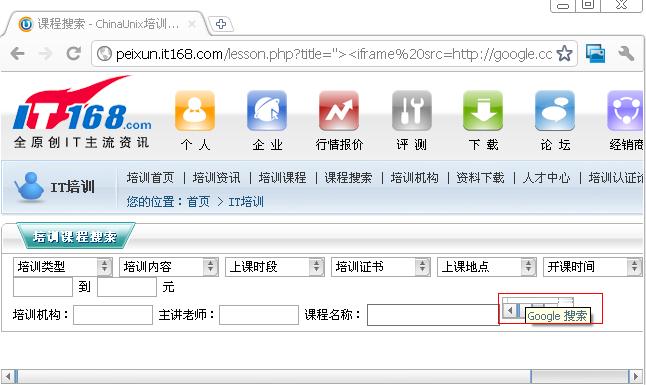 课程搜索 - ChinaUnix培训...
peixun.it168.com/lesson.php?title="><iframe%20src=http://google.cc
IT168.com
全原创IT主流资讯
个 人 企 业 行情报价 评 测 下 载 论 坛 经销商
IT培训
培训首页 | 培训资讯 | 培训课程 | 课程搜索 | 培训机构 | 资料下载 | 人才中心 | 培训认证论
您的位置：首页 > IT培训
培训课程搜索
培训类型 培训内容 上课时段 培训证书 上课地点 开课时间
到 元
培训机构： 主讲老师： 课程名称：
Google 搜索